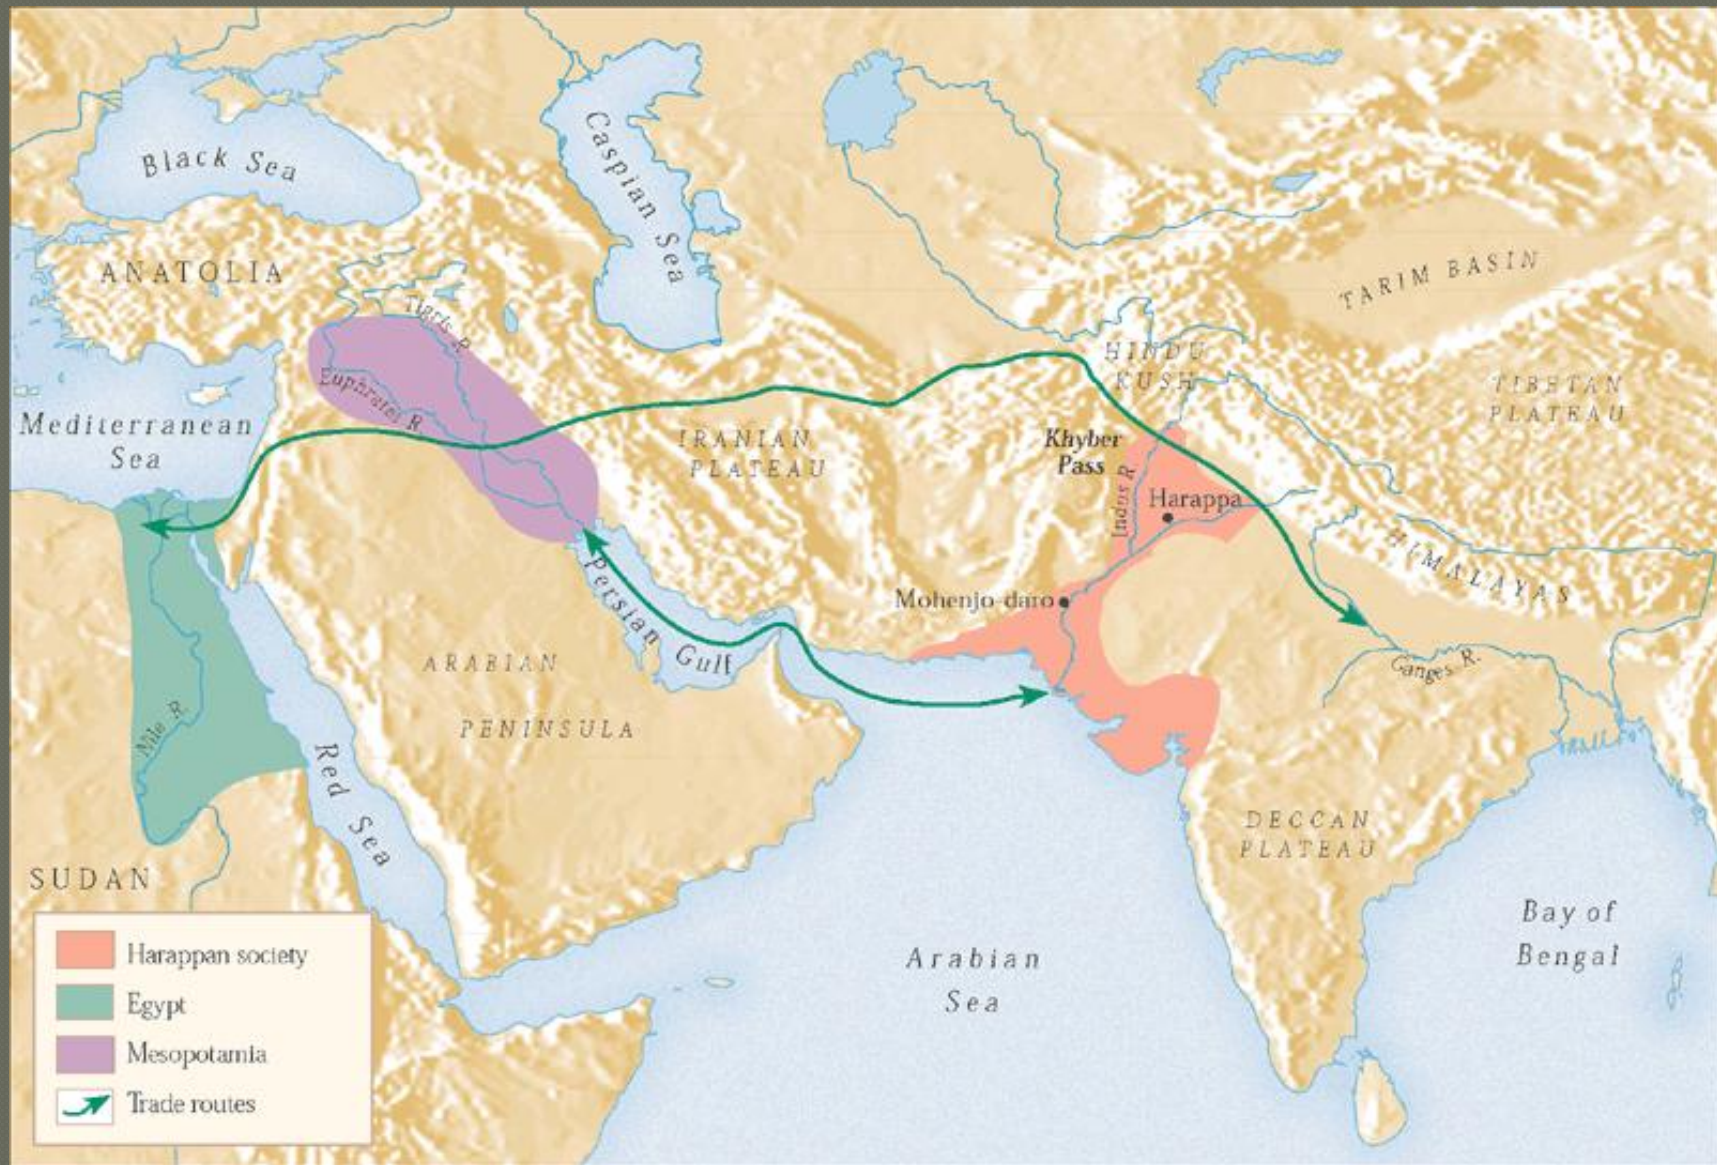 Black Sea
Caspian Sea
ANATOLIA
TARIM BASIN
Tigris R.
HINDU
KUSH
TIBETAN
PLATEAU
Euphrates R.
Mediterranean
Sea
IRANIAN
PLATEAU
Khyber
Pass
Indus R.
Harappa
HIMALAYAS
Mohenjo-daro
Persian Gulf
ARABIAN
PENINSULA
Ganges R.
Nile R.
Red Sea
DECCAN
PLATEAU
SUDAN
Arabian
Sea
Bay of
Bengal
Harappan society
Egypt
Mesopotamia
Trade routes